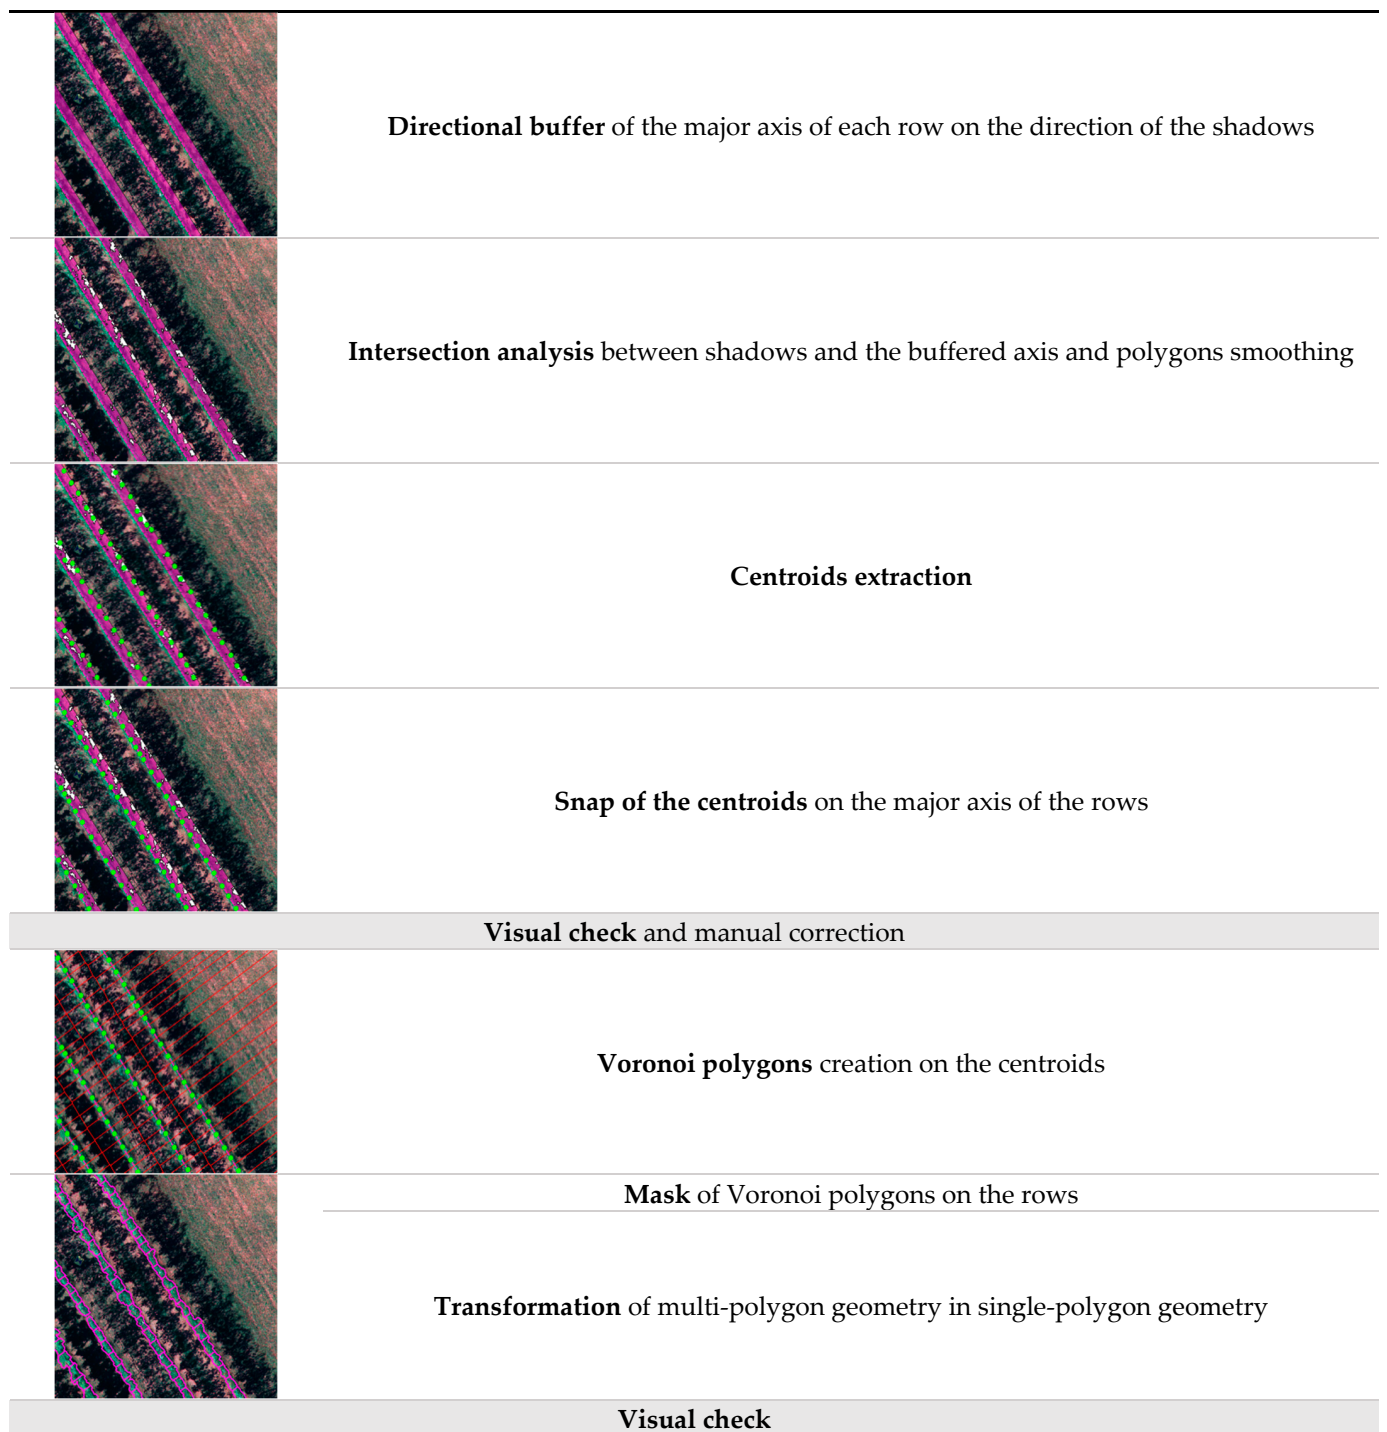 Directional buffer of the major axis of each row on the direction of the shadows
Intersection analysis between shadows and the buffered axis and polygons smoothing
Centroids extraction
Snap of the centroids on the major axis of the rows
Visual check and manual correction
Voronoi polygons creation on the centroids
Mask of Voronoi polygons on the rows
Transformation of multi-polygon geometry in single-polygon geometry
Visual check